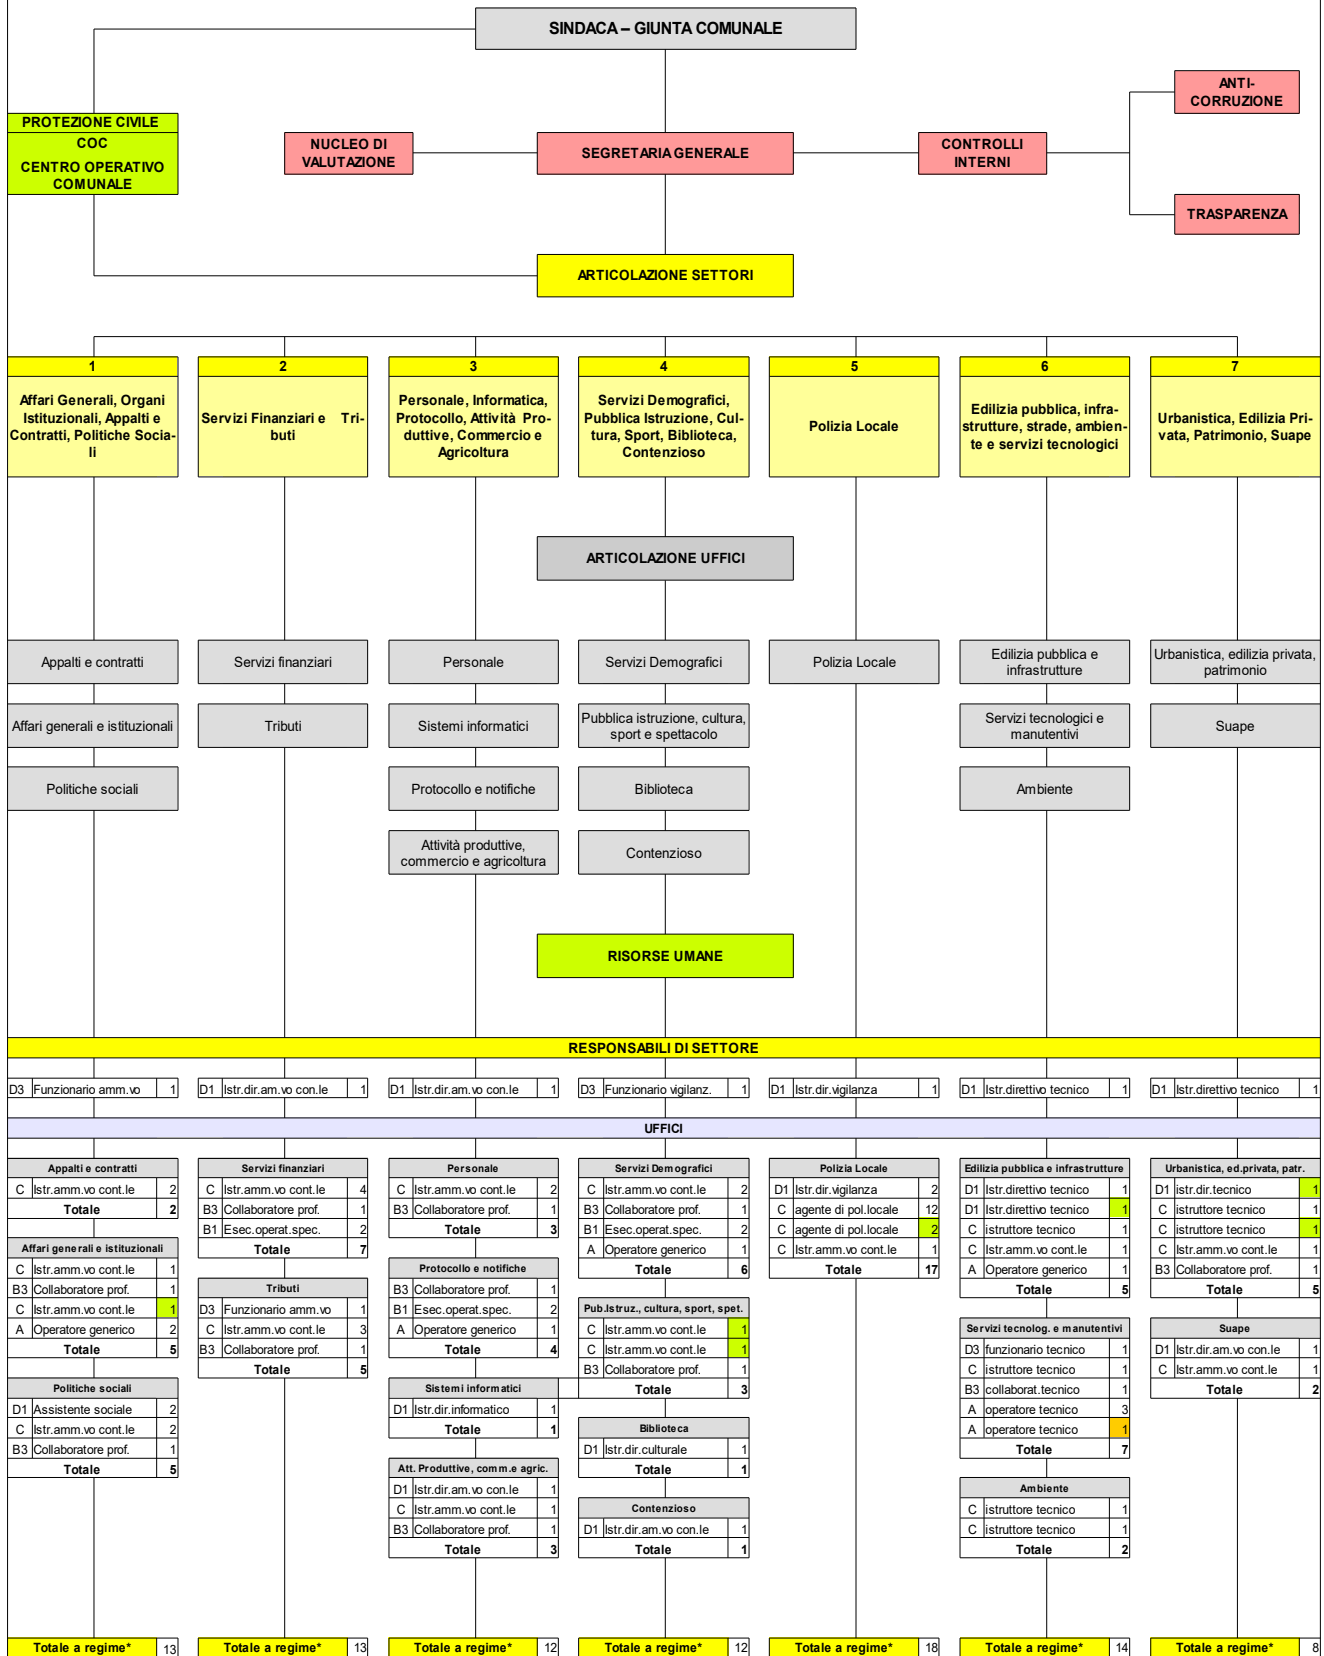 SINDACA – GIUNTA COMUNALE
ANTI-
CORRUZIONE
PROTEZIONE CIVILE
COC
CENTRO OPERATIVO
COMUNALE
NUCLEO DI
VALUTAZIONE
SEGRETARIA GENERALE
CONTROLLI
INTERNI
TRASPARENZA
ARTICOLAZIONE SETTORI
1
Affari Generali, Organi
Istituzionali, Appalti e
Contratti, Politiche Socia-
li
2
Servizi Finanziari e Tri-
buti
3
Personale, Informatica,
Protocollo, Attività Pro-
duttive, Commercio e
Agricoltura
4
Servizi Demografici,
Pubblica Istruzione, Cul-
tura, Sport, Biblioteca,
Contenzioso
5
Polizia Locale
6
Edilizia pubblica, infra-
strutture, strade, ambien-
te e servizi tecnologici
7
Urbanistica, Edilizia Pri-
vata, Patrimonio, Suape
ARTICOLAZIONE UFFICI
Appalti e contratti
Affari generali e istituzionali
Politiche sociali
Servizi finanziari
Tributi
Personale
Sistemi informatici
Protocollo e notifiche
Attività produttive,
commercio e agricoltura
Servizi Demografici
Pubblica istruzione, cultura,
sport e spettacolo
Biblioteca
Contenzioso
Polizia Locale
Edilizia pubblica e
infrastrutture
Servizi tecnologici e
manutentivi
Ambiente
Urbanistica, edilizia privata,
patrimonio
Suape
RISORSE UMANE
RESPONSABILI DI SETTORE
D3 Funzionario amm.vo 1
D1 Istr.dir.am.vo con.le 1
D1 Istr.dir.am.vo con.le 1
D3 Funzionario vigilanz. 1
D1 Istr.dir.vigilanza 1
D1 Istr.direttivo tecnico 1
D1 Istr.direttivo tecnico 1
UFFICI
Appalti e contratti
C Istr.amm.vo cont.le 2
Totale 2
Affari generali e istituzionali
C Istr.amm.vo cont.le 1
B3 Collaboratore prof. 1
C Istr.amm.vo cont.le 1
A Operatore generico 2
Totale 5
Politiche sociali
D1 Assistente sociale 2
C Istr.amm.vo cont.le 2
B3 Collaboratore prof. 1
Totale 5
Servizi finanziari
C Istr.amm.vo cont.le 4
B3 Collaboratore prof. 1
B1 Esec.operat.spec. 2
Totale 7
Tributi
D3 Funzionario amm.vo 1
C Istr.amm.vo cont.le 3
B3 Collaboratore prof. 1
Totale 5
Personale
C Istr.amm.vo cont.le 2
B3 Collaboratore prof. 1
Totale 3
Protocollo e notifiche
B3 Collaboratore prof. 1
B1 Esec.operat.spec. 2
A Operatore generico 1
Totale 4
Sistemi informatici
D1 Istr.dir.informatico 1
Totale 1
Att. Produttive, comm.e agric.
D1 Istr.dir.am.vo con.le 1
C Istr.amm.vo cont.le 1
B3 Collaboratore prof. 1
Totale 3
Servizi Demografici
C Istr.amm.vo cont.le 2
B3 Collaboratore prof. 1
B1 Esec.operat.spec. 2
A Operatore generico 1
Totale 6
Pub.Istruz., cultura, sport, spet.
C Istr.amm.vo cont.le 1
C Istr.amm.vo cont.le 1
B3 Collaboratore prof. 1
Totale 3
Biblioteca
D1 Istr.dir.culturale 1
Totale 1
Contenzioso
D1 Istr.dir.am.vo con.le 1
Totale 1
Polizia Locale
D1 Istr.dir.vigilanza 2
C agente di pol.locale 12
C agente di pol.locale 2
C Istr.amm.vo cont.le 1
Totale 17
Edilizia pubblica e infrastrutture
D1 Istr.direttivo tecnico 1
D1 Istr.direttivo tecnico 1
C istruttore tecnico 1
C Istr.amm.vo cont.le 1
A Operatore generico 1
Totale 5
Servizi tecnolog. e manutentivi
D3 funzionario tecnico 1
C istruttore tecnico 1
B3 collaborat.tecnico 1
A operatore tecnico 3
A operatore tecnico 1
Totale 7
Ambiente
C istruttore tecnico 1
C istruttore tecnico 1
Totale 2
Urbanistica, ed.privata, patr.
D1 istr.dir.tecnico 1
C istruttore tecnico 1
C istruttore tecnico 1
C Istr.amm.vo cont.le 1
B3 Collaboratore prof. 1
Totale 5
Suape
D1 Istr.dir.am.vo con.le 1
C Istr.amm.vo cont.le 1
Totale 2
Totale a regime* 13
Totale a regime* 13
Totale a regime* 12
Totale a regime* 12
Totale a regime* 18
Totale a regime* 14
Totale a regime* 8